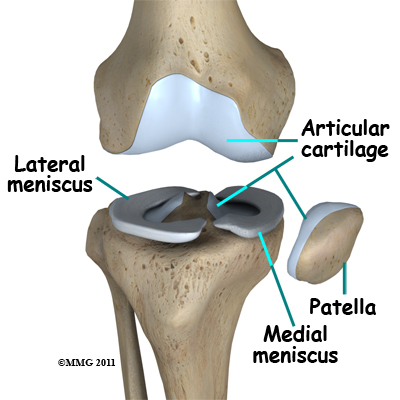 Articular
cartilage
Lateral
meniscus
Patella
Medial
meniscus
©MMG 2011